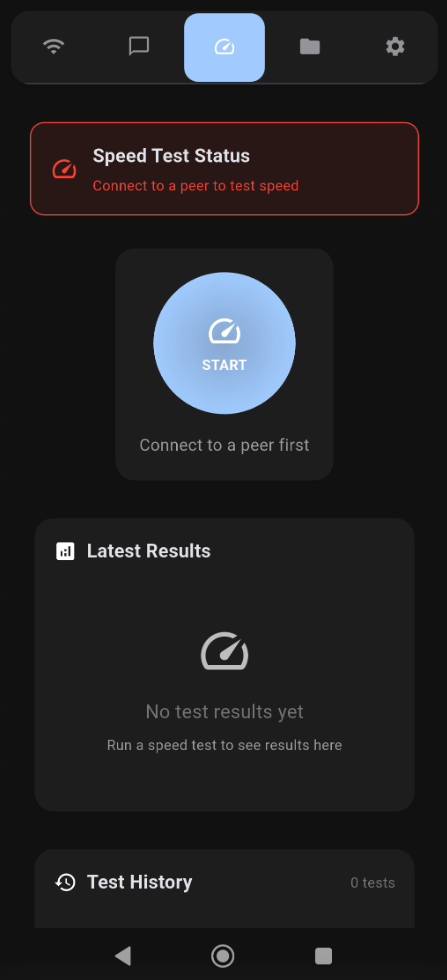 Speed Test Status
Connect to a peer to test speed
START
Connect to a peer first
Latest Results
No test results yet
Run a speed test to see results here
Test History
0 tests